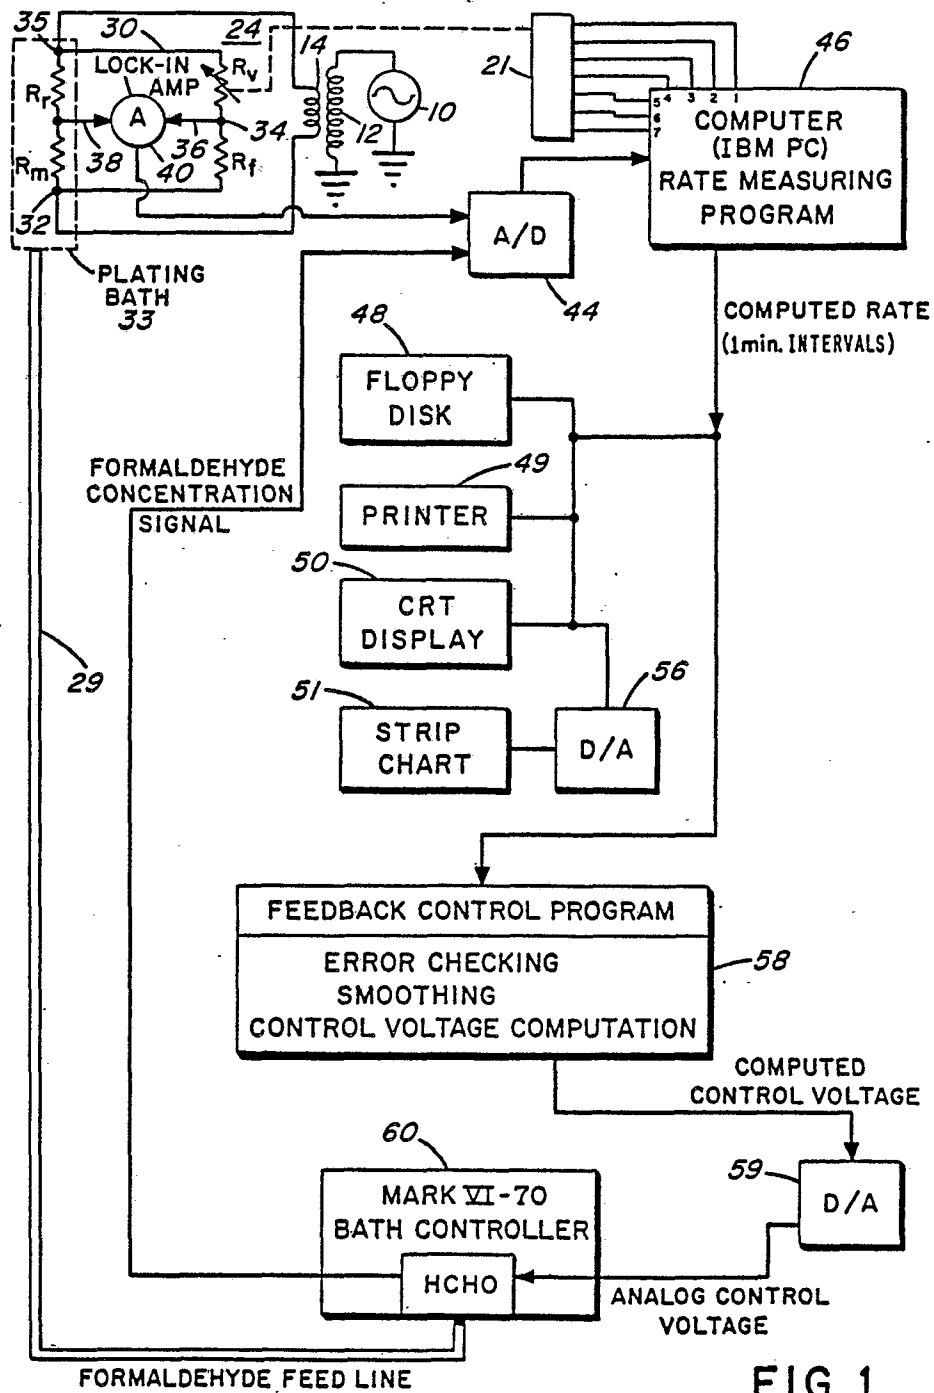 35
30
24
14
LOCK-IN
AMP
Rr
Rv
A
38
36
34
40
Rm
Rf
32
12
10
21
1
2
3
4
5
6
7
46
COMPUTER
(IBM PC)
RATE MEASURING
PROGRAM
A/D
44
PLATING
BATH
33
COMPUTED RATE
(1min. INTERVALS)
48
FLOPPY
DISK
FORMALDEHYDE
CONCENTRATION
SIGNAL
49
PRINTER
50
CRT
DISPLAY
29
51
STRIP
CHART
56
D/A
FEEDBACK CONTROL PROGRAM
ERROR CHECKING
SMOOTHING
CONTROL VOLTAGE COMPUTATION
58
COMPUTED
CONTROL VOLTAGE
60
MARK VI-70
BATH CONTROLLER
HCHO
59
D/A
ANALOG CONTROL
VOLTAGE
FORMALDEHYDE FEED LINE
FIG.1